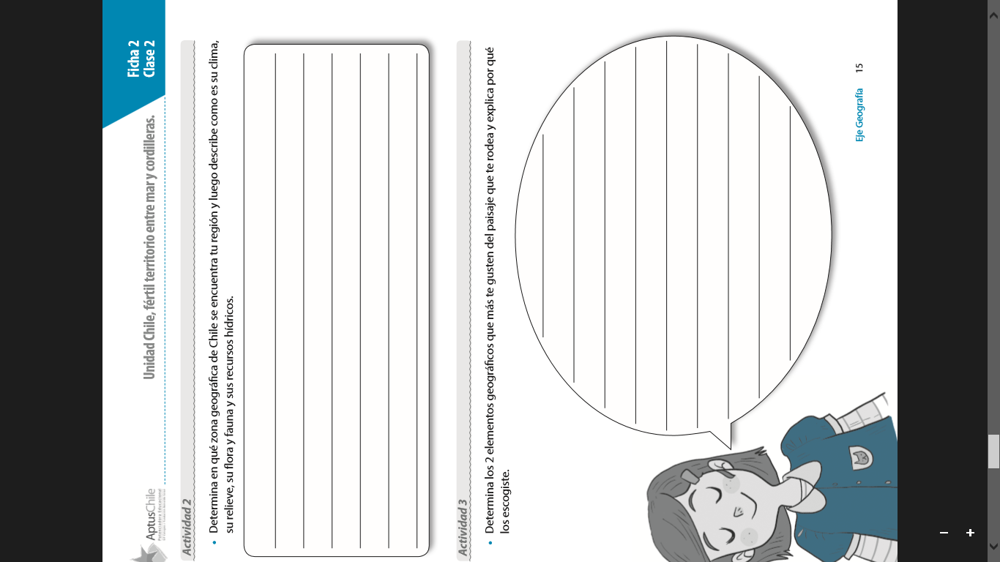 AptusChile
Unidad Chile, fértil territorio entre mar y cordilleras.
Ficha 2
Clase 2
Actividad 2
• Determina en qué zona geográfica de Chile se encuentra tu región y luego describe como es su clima,
su relieve, su flora y fauna y sus recursos hídricos.
Actividad 3
• Determina los 2 elementos geográficos que más te gusten del paisaje que te rodea y explica por qué
los escogiste.
Eje Geografía 15